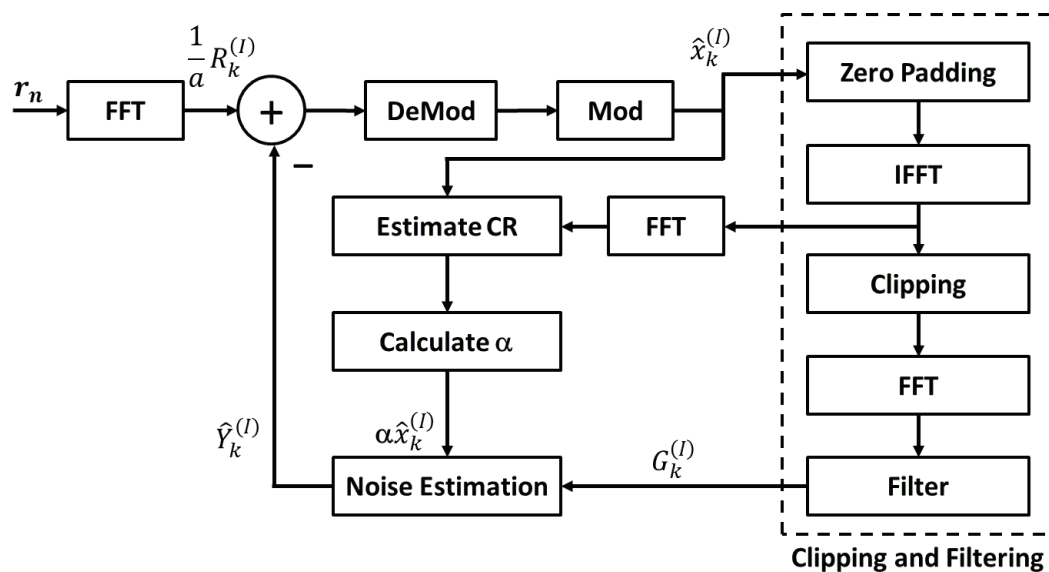 r_n
FFT
1/a R_k^(I)
+
−
DeMod
Mod
x̂_k^(I)
Zero Padding
IFFT
Estimate CR
FFT
Clipping
Calculate α
FFT
Ŷ_k^(I)
αx̂_k^(I)
G_k^(I)
Noise Estimation
Filter
Clipping and Filtering